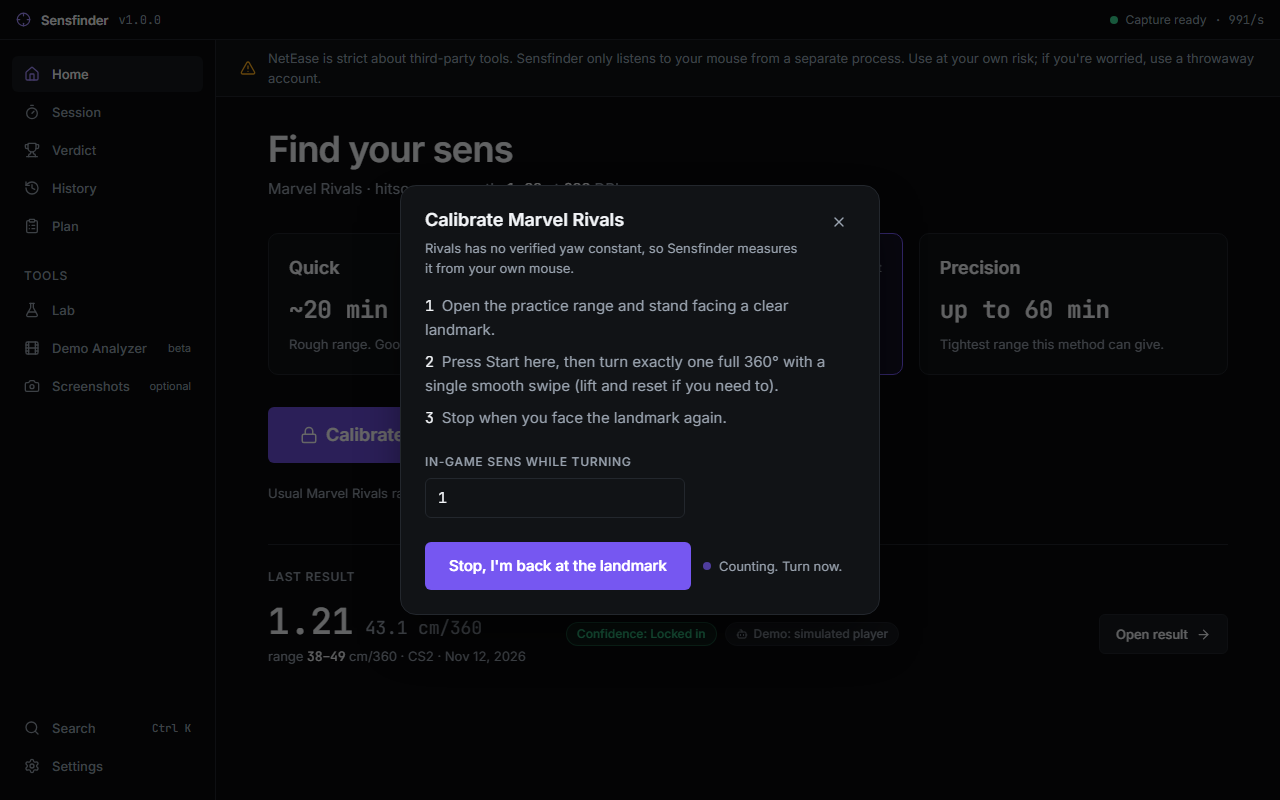 Sensfinder v1.0.0
Capture ready · 991/s
Home
Session
Verdict
History
Plan
TOOLS
Lab
Demo Analyzer beta
Screenshots optional
Search Ctrl K
Settings
NetEase is strict about third-party tools. Sensfinder only listens to your mouse from a separate process. Use at your own risk; if you're worried, use a throwaway
account.
Find your sens
Marvel Rivals ·
Quick
~20 min
Rough range.
Precision
up to 60 min
Tightest range this method can give.
Calibrate
Usual Marvel Rivals
Calibrate Marvel Rivals
Rivals has no verified yaw constant, so Sensfinder measures
it from your own mouse.
1 Open the practice range and stand facing a clear
landmark.
2 Press Start here, then turn exactly one full 360° with a
single smooth swipe (lift and reset if you need to).
3 Stop when you face the landmark again.
IN-GAME SENS WHILE TURNING
1
Stop, I'm back at the landmark
Counting. Turn now.
LAST RESULT
1.21 43.1 cm/360
range 38–49 cm/360 · CS2 · Nov 12, 2026
Confidence: Locked in
Demo: simulated player
Open result